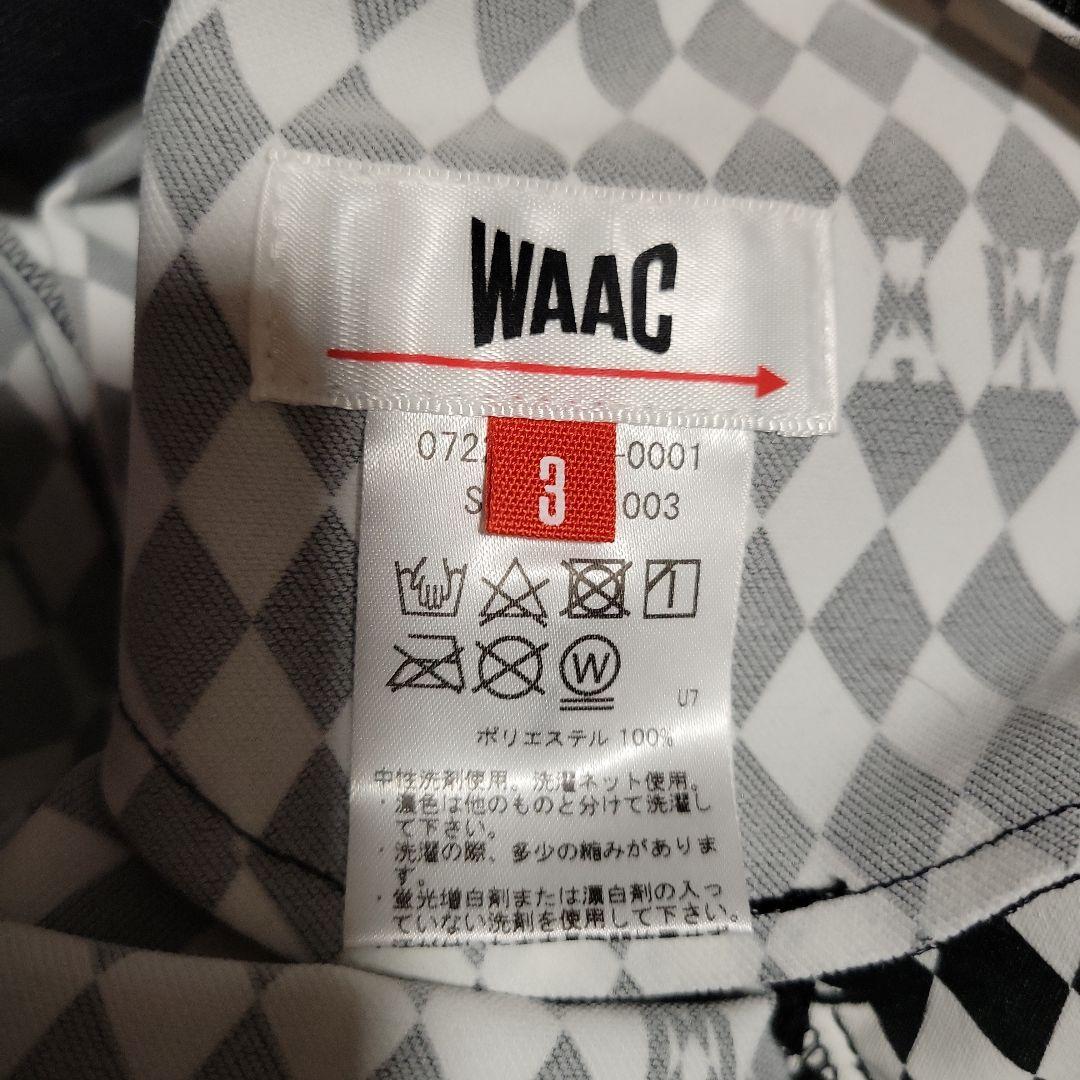 WAAC
0722 -0001
S 003
3
W
U7
ポリエステル 100%
中性洗剤使用。洗濯ネット使用。
・濃色は他のものと分けて洗濯し
て下さい。
・洗濯の際、多少の縮みがありま
す。
・蛍光増白剤または漂白剤の入っ
ていない洗剤を使用して下さい。